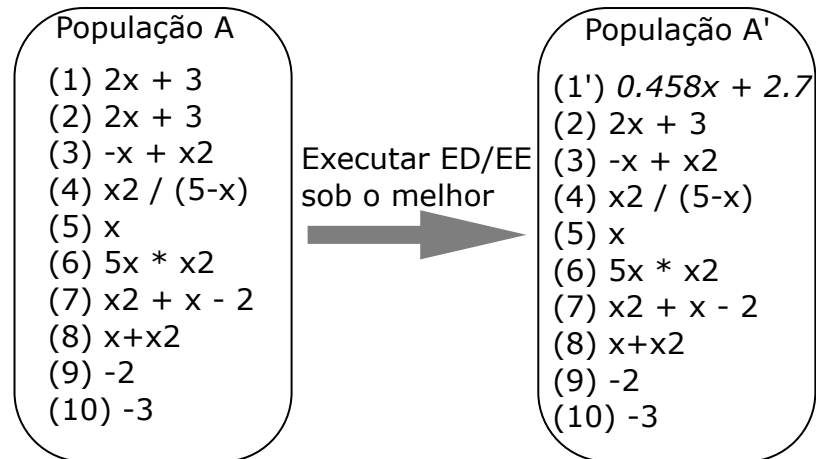 População A
(1) 2x + 3
(2) 2x + 3
(3) -x + x2
(4) x2 / (5-x)
(5) x
(6) 5x * x2
(7) x2 + x - 2
(8) x+x2
(9) -2
(10) -3
Executar ED/EE
sob o melhor
População A'
(1') 0.458x + 2.7
(2) 2x + 3
(3) -x + x2
(4) x2 / (5-x)
(5) x
(6) 5x * x2
(7) x2 + x - 2
(8) x+x2
(9) -2
(10) -3